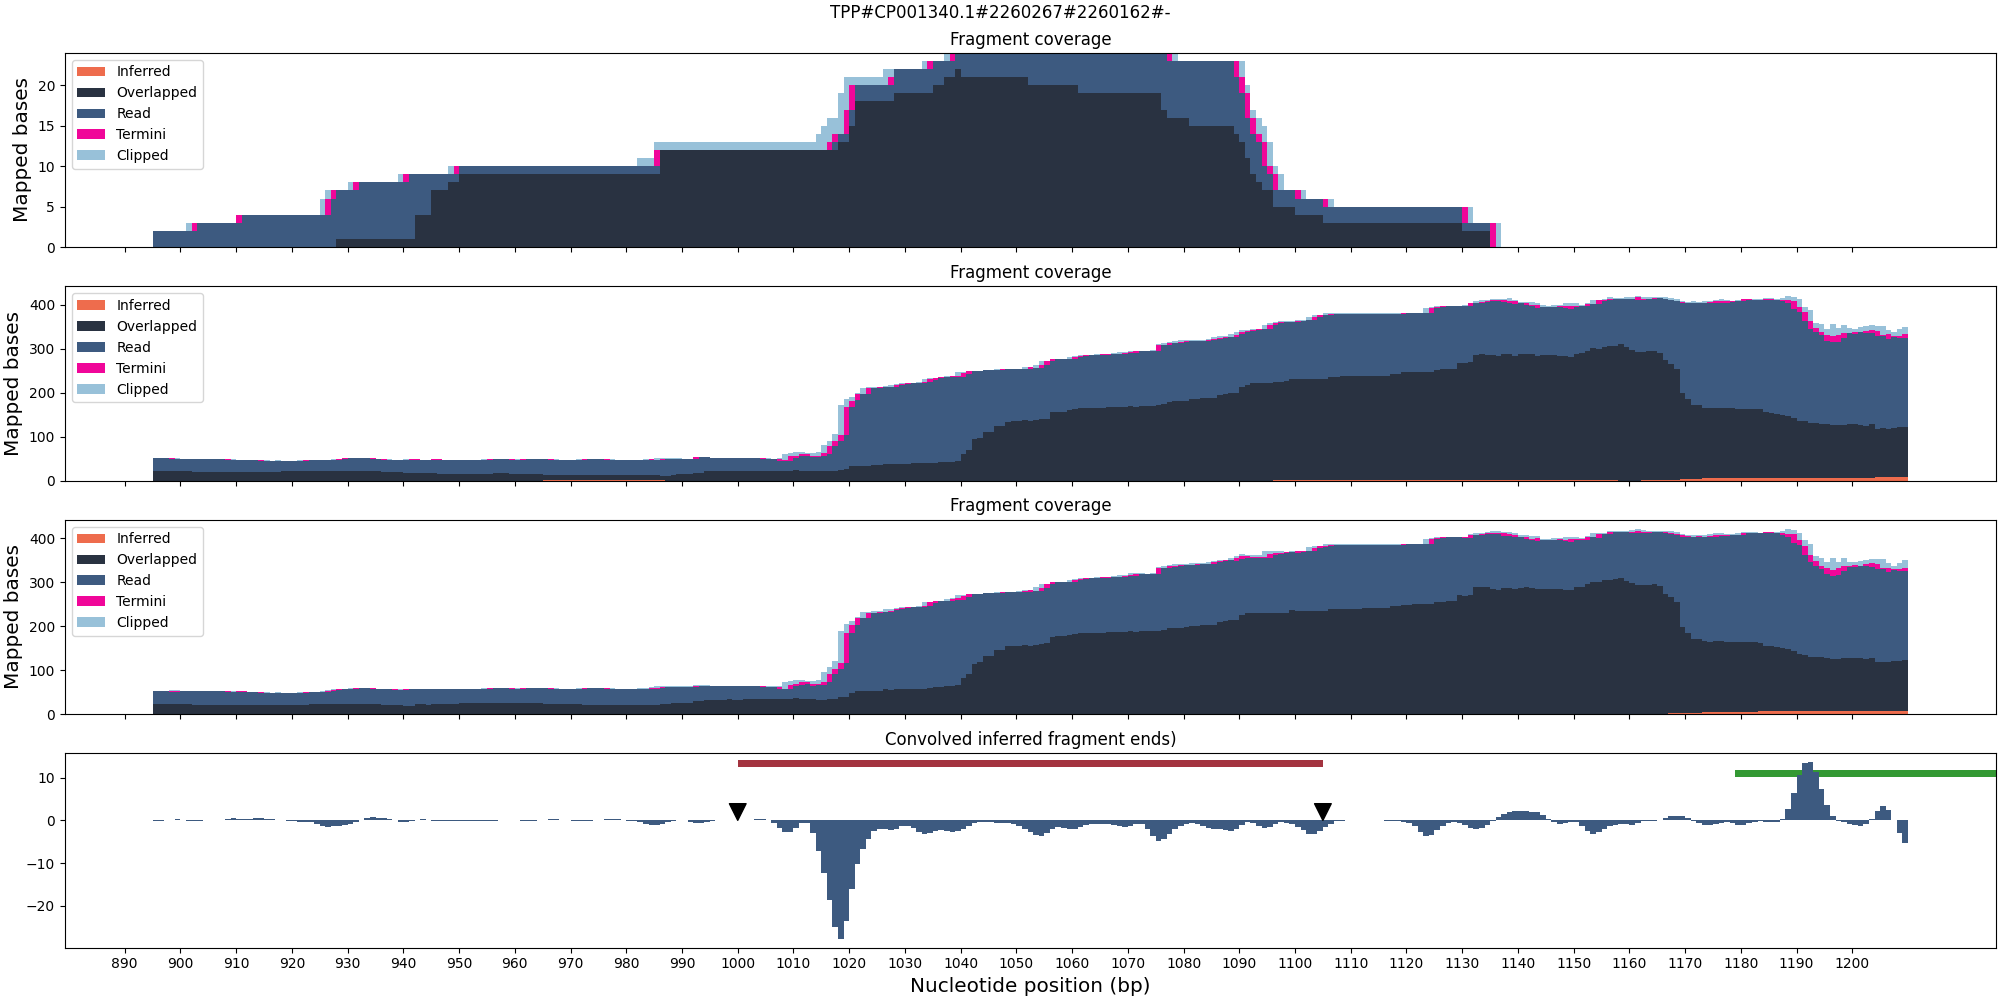 TPP#CP001340.1#2260267#2260162#-
Fragment coverage
Mapped bases
20
15
10
5
0
Inferred
Overlapped
Read
Termini
Clipped
Fragment coverage
Mapped bases
400
300
200
100
0
Inferred
Overlapped
Read
Termini
Clipped
Fragment coverage
Mapped bases
400
300
200
100
0
Inferred
Overlapped
Read
Termini
Clipped
Convolved inferred fragment ends)
10
0
−10
−20
890 900 910 920 930 940 950 960 970 980 990 1000 1010 1020 1030 1040 1050 1060 1070 1080 1090 1100 1110 1120 1130 1140 1150 1160 1170 1180 1190 1200
Nucleotide position (bp)